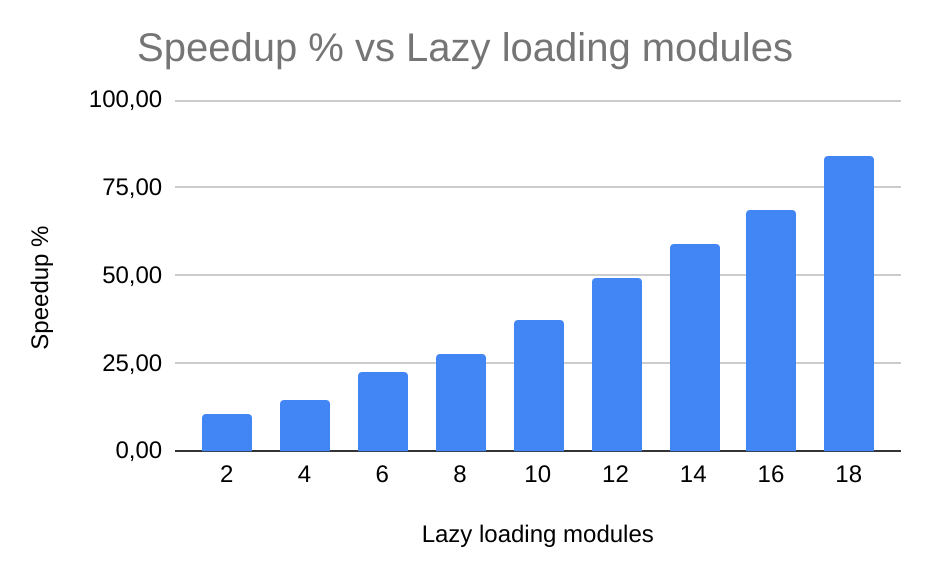 Speedup % vs Lazy loading modules
100,00
75,00
50,00
25,00
0,00
Speedup %
2 4 6 8 10 12 14 16 18
Lazy loading modules